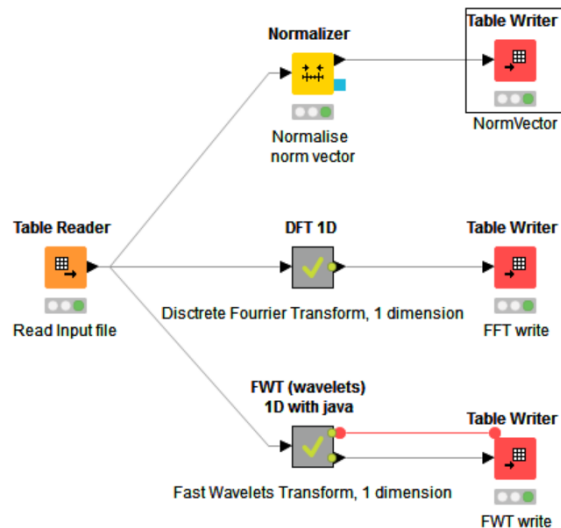 Normalizer
Table Writer
Normalise
norm vector
NormVector
Table Reader
DFT 1D
Table Writer
Read Input file
Disctrete Fourrier Transform, 1 dimension
FFT write
FWT (wavelets)
1D with java
Table Writer
Fast Wavelets Transform, 1 dimension
FWT write